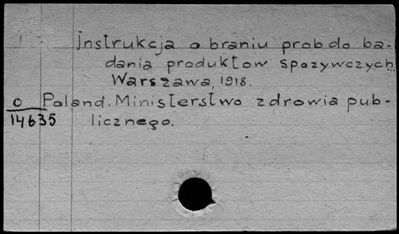 Instrukcja o braniu prob do ba-
dania produktow spozywczych.
Warszawa, 1918.
o Poland. Ministerstwo zdrowia pub-
14635 licznego.